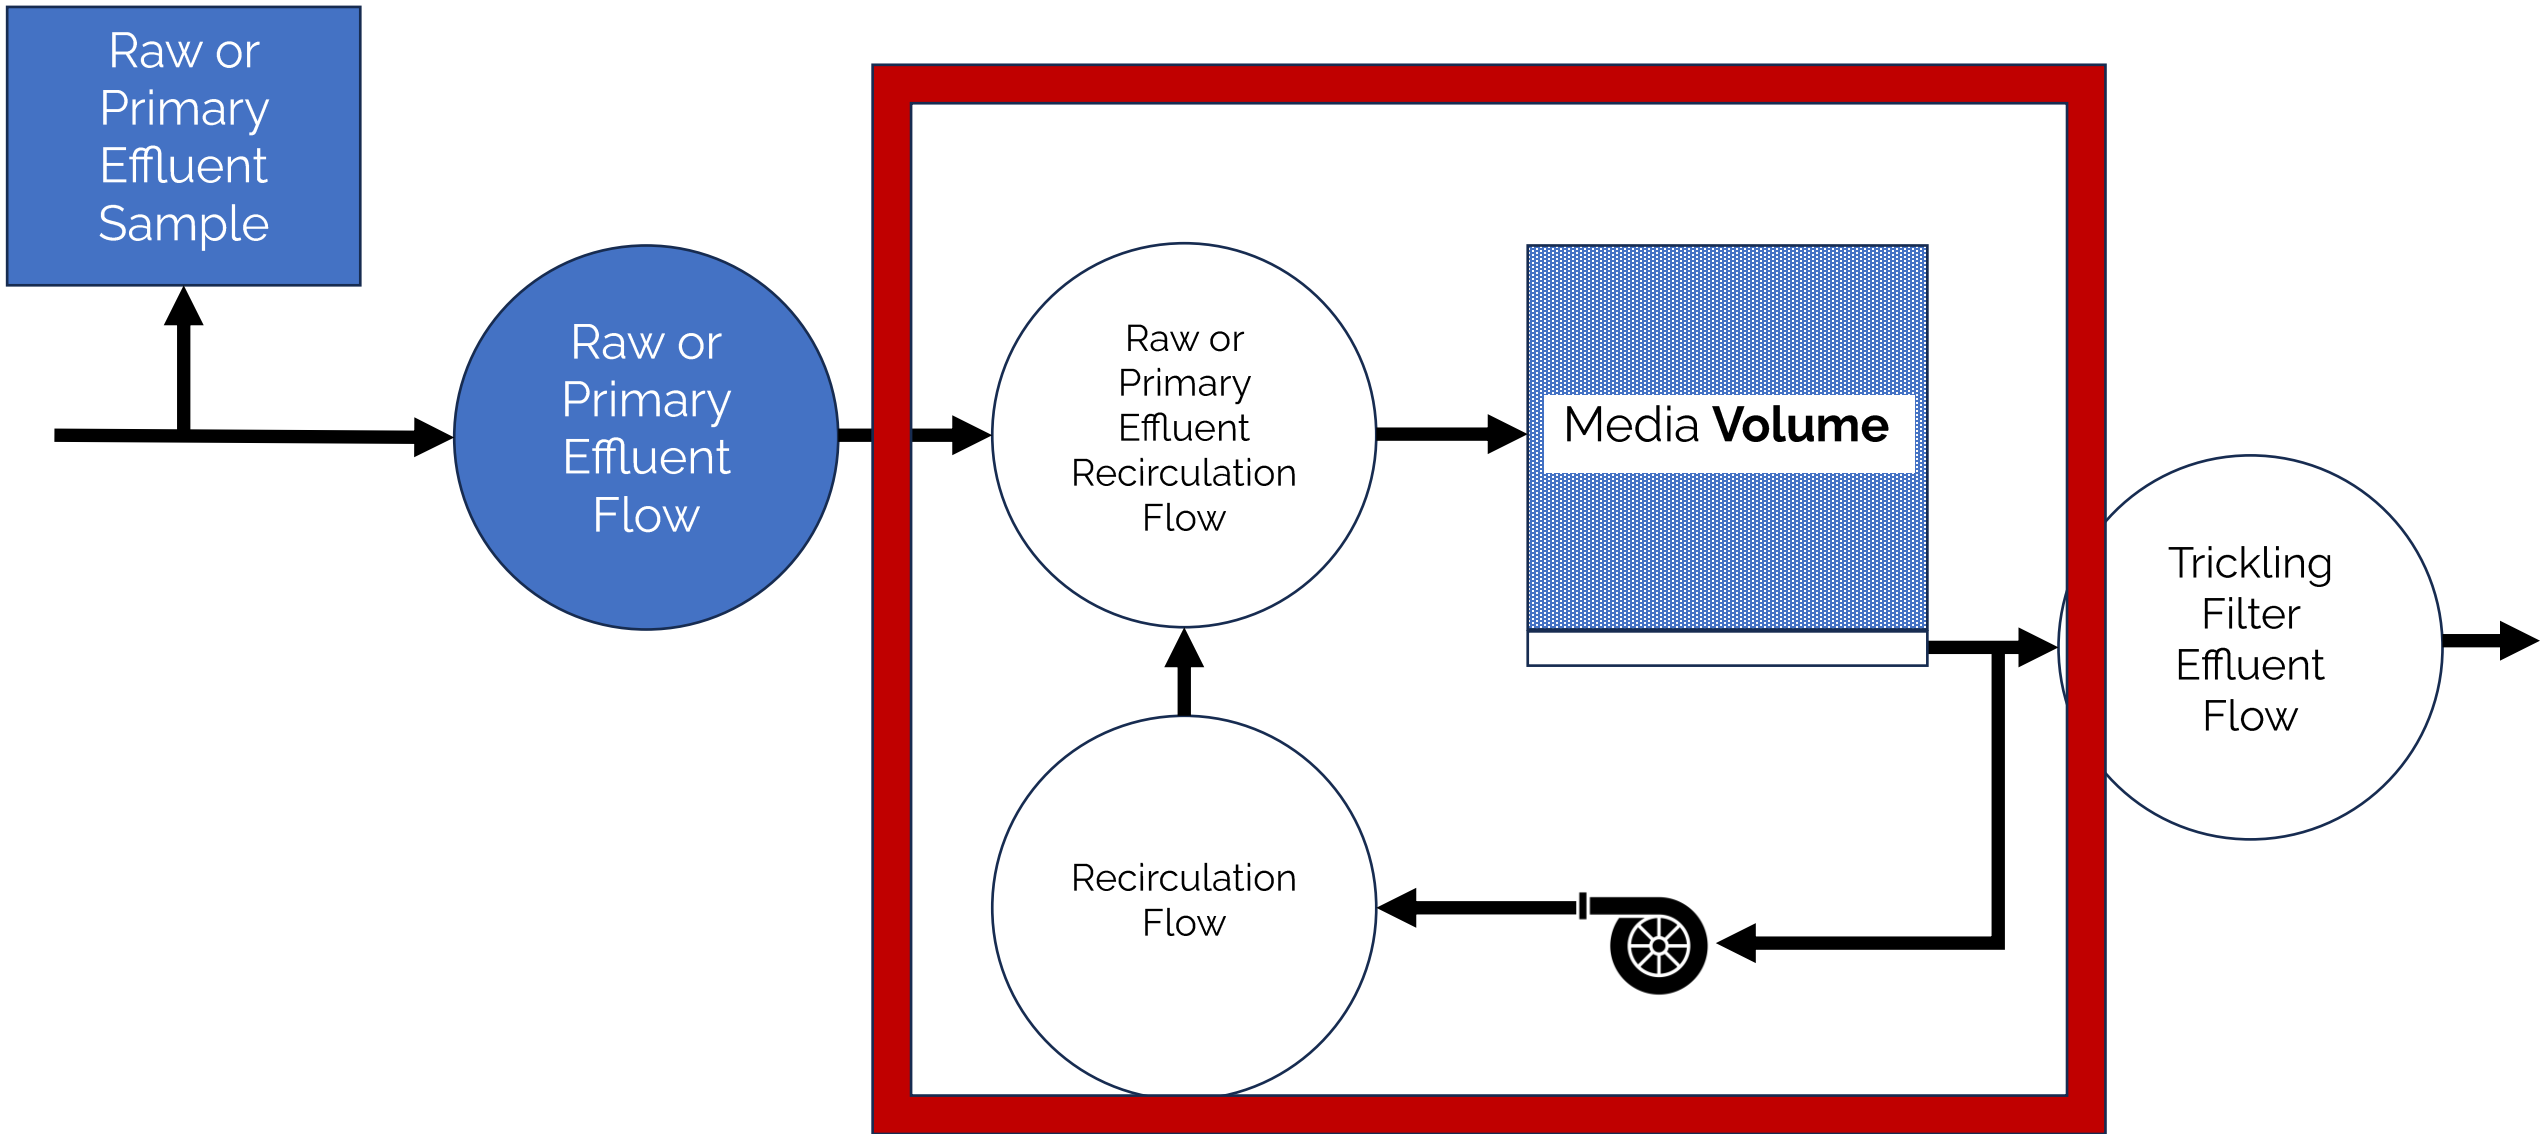 Raw or
Primary
Effluent
Sample
Raw or
Primary
Effluent
Flow
Raw or
Primary
Effluent
Recirculation
Flow
Media Volume
Trickling
Filter
Effluent
Flow
Recirculation
Flow